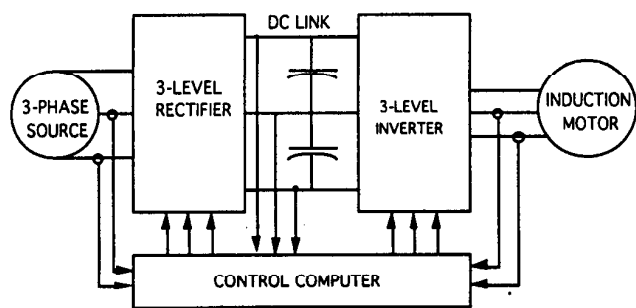 DC LINK
3-PHASE
SOURCE
3-LEVEL
RECTIFIER
3-LEVEL
INVERTER
INDUCTION
MOTOR
CONTROL COMPUTER